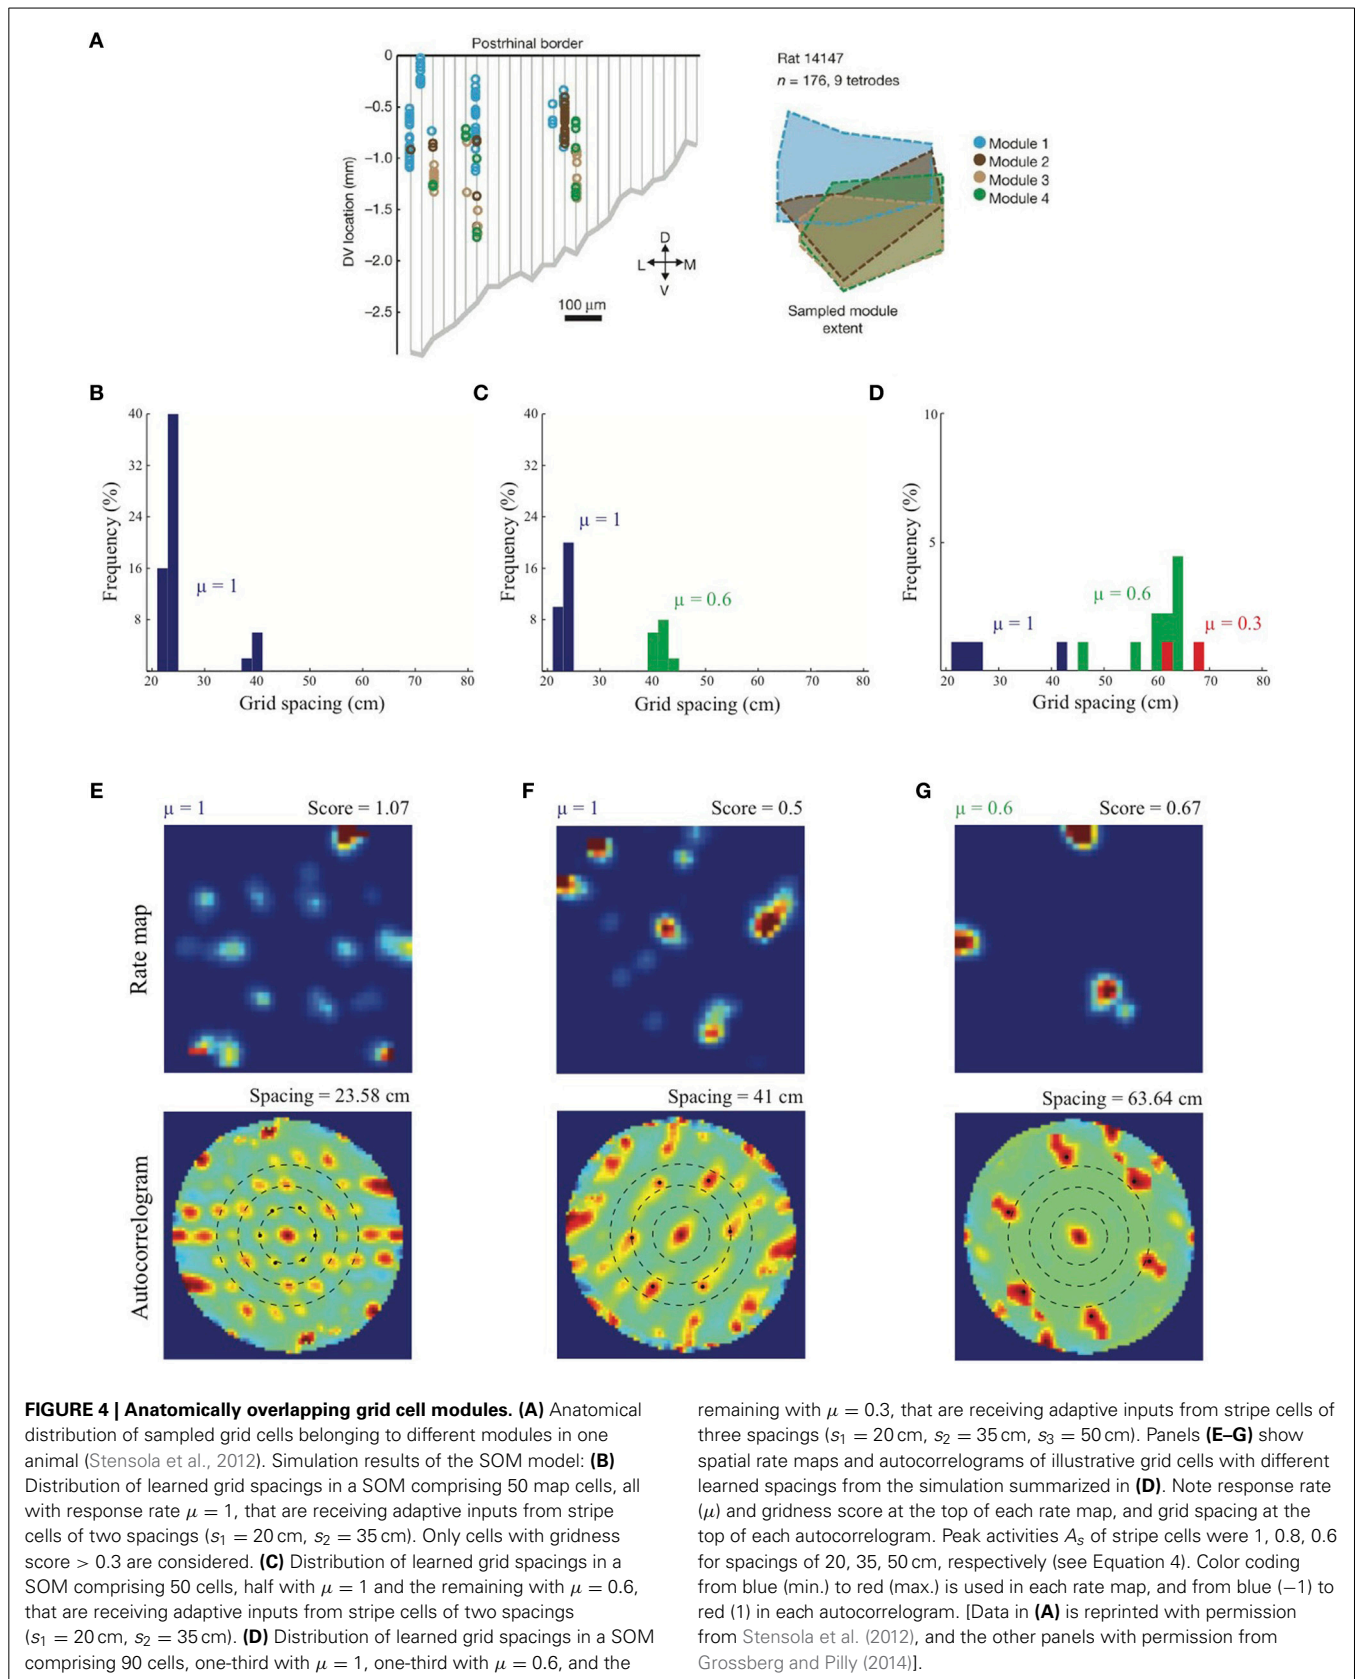 A
Postrhinal border
0
−0.5
−1.0
−1.5
−2.0
−2.5
DV location (mm)
D
L M
V
100 µm
Rat 14147
n = 176, 9 tetrodes
Module 1
Module 2
Module 3
Module 4
Sampled module
extent
B
40
32
24
16
8
Frequency (%)
µ = 1
20 30 40 50 60 70 80
Grid spacing (cm)
C
40
32
24
16
8
Frequency (%)
µ = 1
µ = 0.6
20 30 40 50 60 70 80
Grid spacing (cm)
D
10
5
Frequency (%)
µ = 1
µ = 0.6
µ = 0.3
20 30 40 50 60 70 80
Grid spacing (cm)
E
µ = 1 Score = 1.07
Rate map
Spacing = 23.58 cm
Autocorrelogram
F
µ = 1 Score = 0.5
Spacing = 41 cm
G
µ = 0.6 Score = 0.67
Spacing = 63.64 cm
FIGURE 4 | Anatomically overlapping grid cell modules. (A) Anatomical
distribution of sampled grid cells belonging to different modules in one
animal (Stensola et al., 2012). Simulation results of the SOM model: (B)
Distribution of learned grid spacings in a SOM comprising 50 map cells, all
with response rate µ = 1, that are receiving adaptive inputs from stripe
cells of two spacings (s1 = 20 cm, s2 = 35 cm). Only cells with gridness
score > 0.3 are considered. (C) Distribution of learned grid spacings in a
SOM comprising 50 cells, half with µ = 1 and the remaining with µ = 0.6,
that are receiving adaptive inputs from stripe cells of two spacings
(s1 = 20 cm, s2 = 35 cm). (D) Distribution of learned grid spacings in a SOM
comprising 90 cells, one-third with µ = 1, one-third with µ = 0.6, and the
remaining with µ = 0.3, that are receiving adaptive inputs from stripe cells of
three spacings (s1 = 20 cm, s2 = 35 cm, s3 = 50 cm). Panels (E–G) show
spatial rate maps and autocorrelograms of illustrative grid cells with different
learned spacings from the simulation summarized in (D). Note response rate
(µ) and gridness score at the top of each rate map, and grid spacing at the
top of each autocorrelogram. Peak activities As of stripe cells were 1, 0.8, 0.6
for spacings of 20, 35, 50 cm, respectively (see Equation 4). Color coding
from blue (min.) to red (max.) is used in each rate map, and from blue (−1) to
red (1) in each autocorrelogram. [Data in (A) is reprinted with permission
from Stensola et al. (2012), and the other panels with permission from
Grossberg and Pilly (2014)].